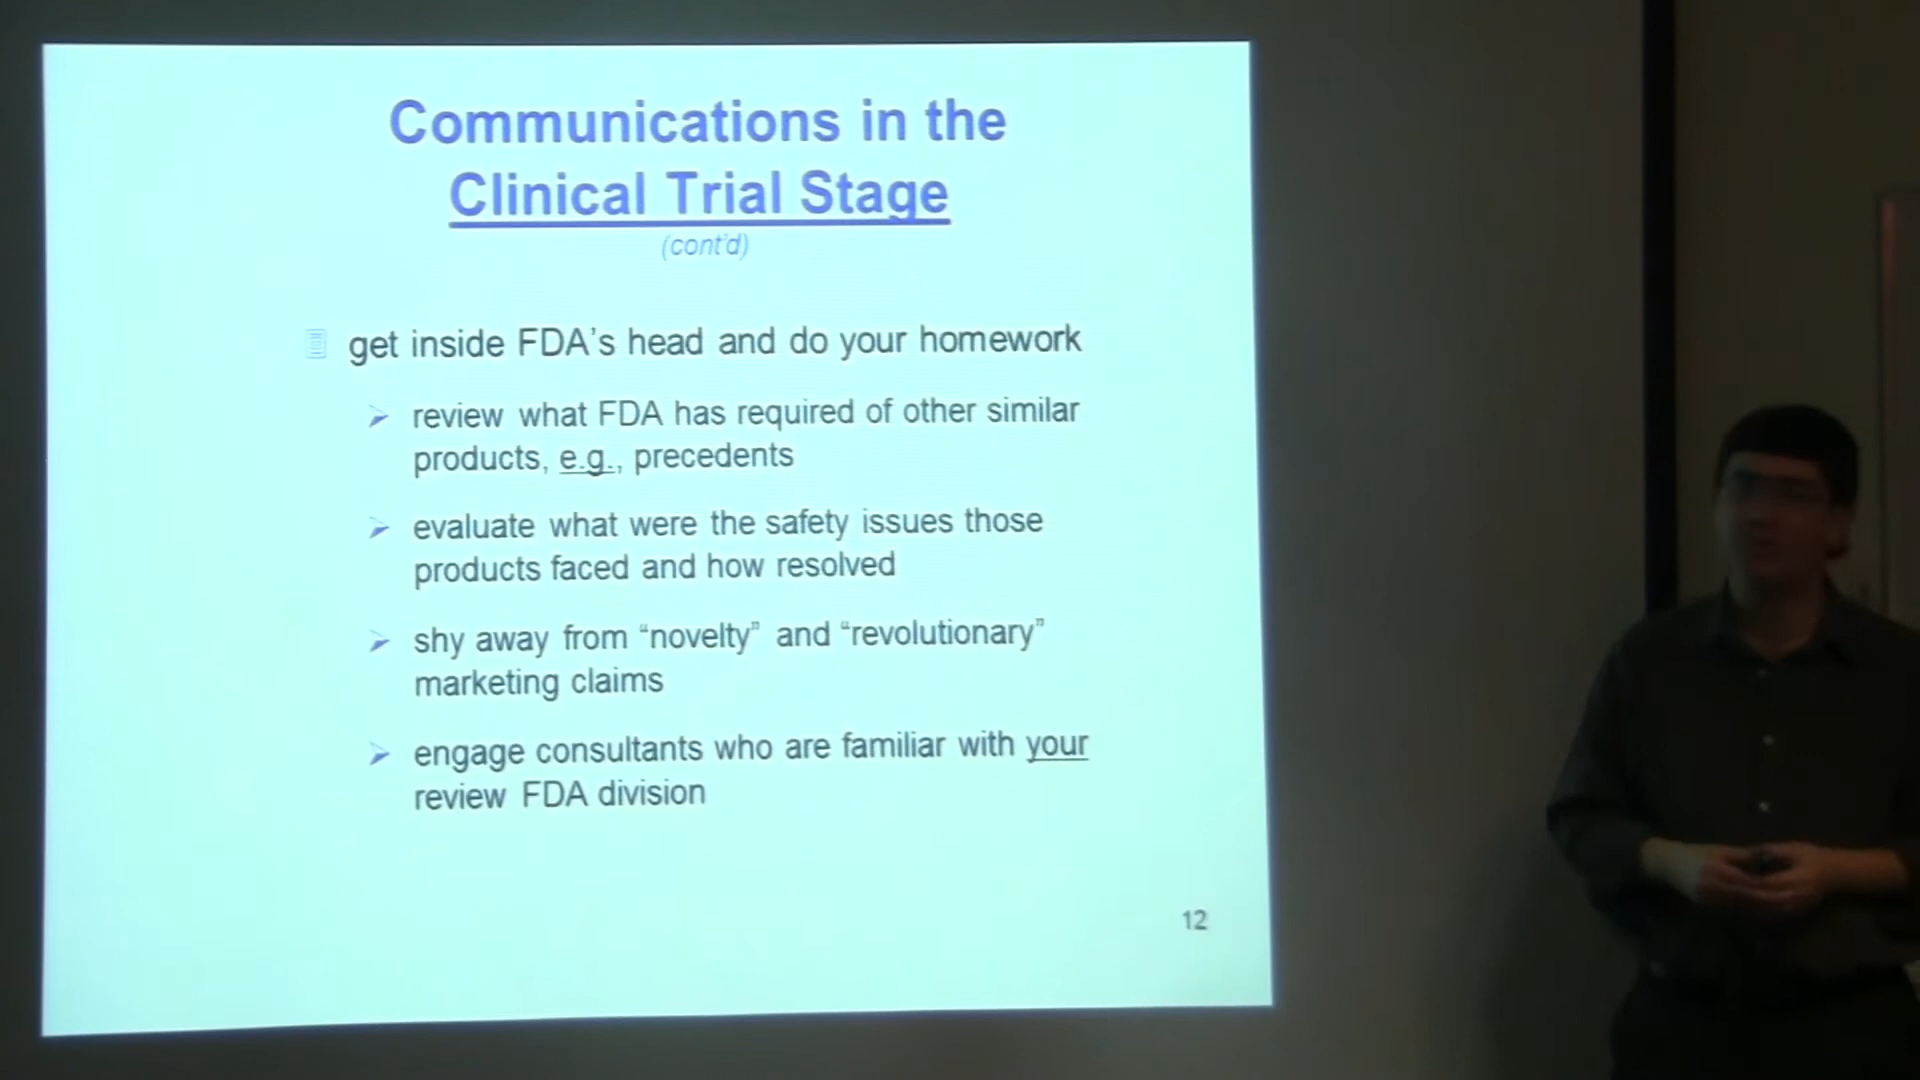 Communications in the
Clinical Trial Stage
(cont'd)
get inside FDA's head and do your homework
review what FDA has required of other similar
products, e.g., precedents
evaluate what were the safety issues those
products faced and how resolved
shy away from “novelty” and “revolutionary”
marketing claims
engage consultants who are familiar with your
review FDA division
12